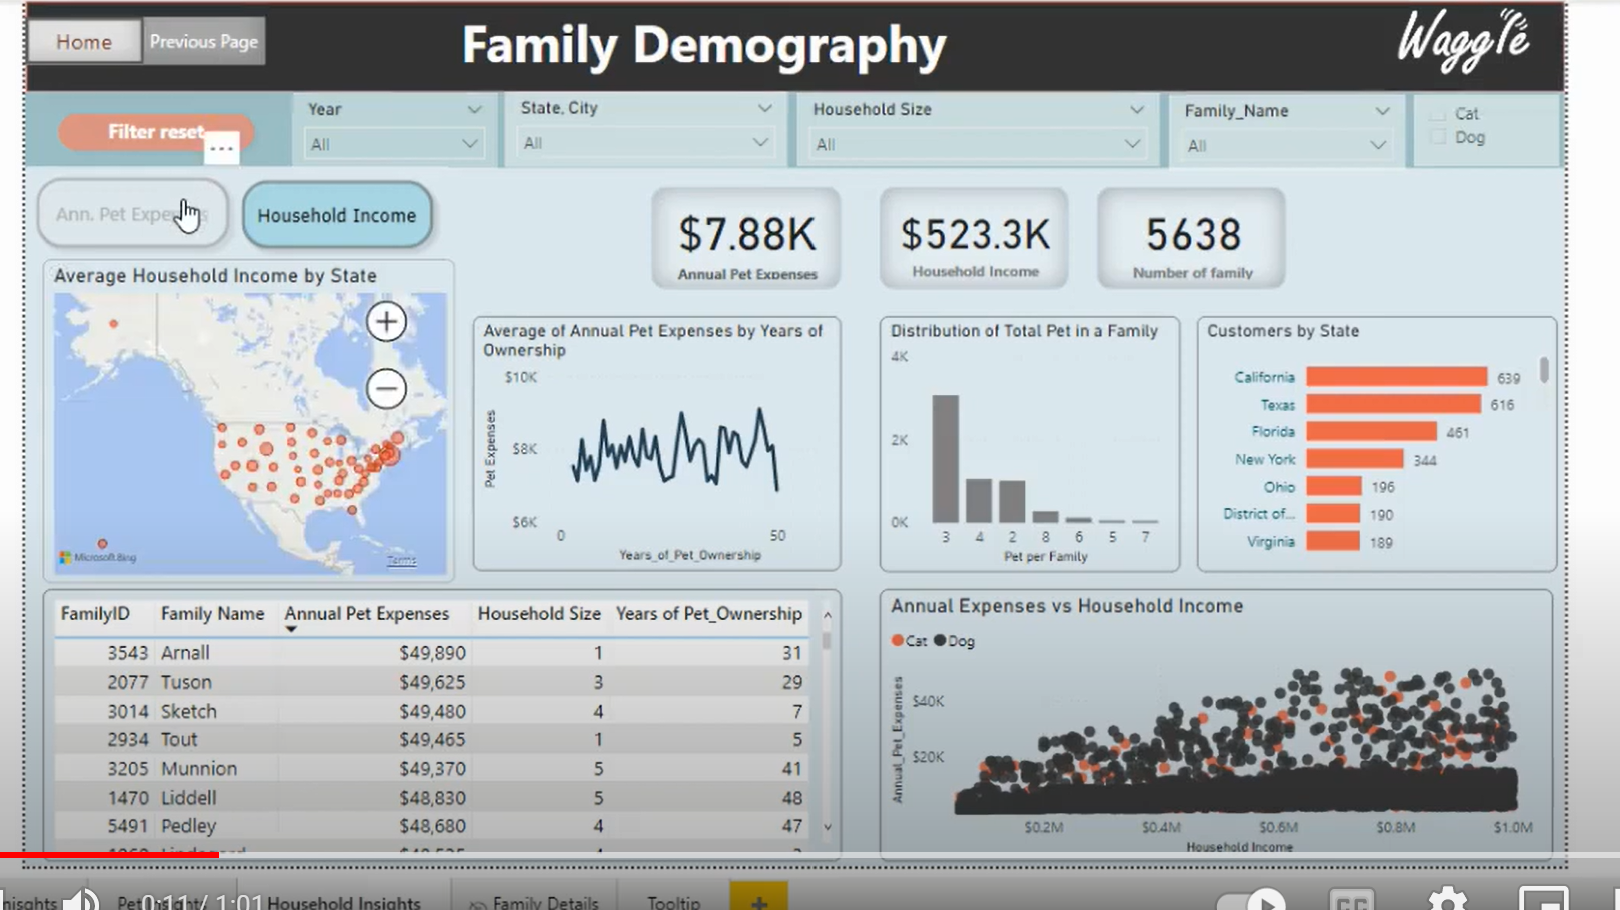 Home
Previous Page
Family Demography
Waggle
Filter reset
...
Year
All
State, City
All
Household Size
All
Family_Name
All
Cat
Dog
Ann. Pet
Household Income
$7.88K
Annual Pet Expenses
$523.3K
Household Income
5638
Number of family
Average Household Income by State
Microsoft Bing
Terms
Average of Annual Pet Expenses by Years of
Ownership
$10K
$8K
$6K
Pet Expenses
0 50
Years_of_Pet_Ownership
Distribution of Total Pet in a Family
4K
2K
0K
3 4 2 8 6 5 7
Pet per Family
Customers by State
California 639
Texas 616
Florida 461
New York 344
Ohio 196
District of... 190
Virginia 189
FamilyID Family Name Annual Pet Expenses Household Size Years of Pet_Ownership
3543 Arnall $49,890 1 31
2077 Tuson $49,625 3 29
3014 Sketch $49,480 4 7
2934 Tout $49,465 1 5
3205 Munnion $49,370 5 41
1470 Liddell $48,830 5 48
5491 Pedley $48,680 4 47
Annual Expenses vs Household Income
Cat Dog
Annual_Pet_Expenses
$40K
$20K
$0.2M $0.4M $0.6M $0.8M $1.0M
Household Income
0:11 / 1:01
Household Insights
Family Details
Tooltip
+
CC